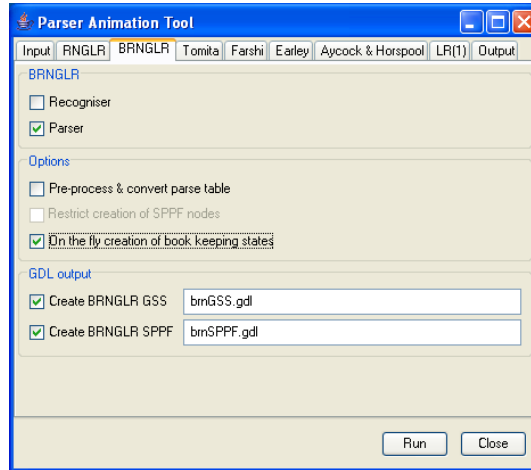 Parser Animation Tool
Input RNGLR BRNGLR Tomita Farshi Earley Aycock & Horspool LR(1) Output
BRNGLR
Recogniser
Parser
Options
Pre-process & convert parse table
Restrict creation of SPPF nodes
On the fly creation of book keeping states
GDL output
Create BRNGLR GSS brnGSS.gdl
Create BRNGLR SPPF brnSPPF.gdl
Run Close